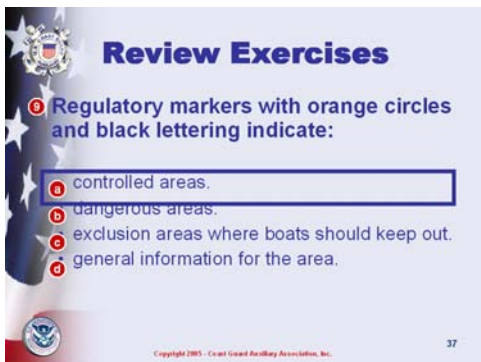 Review Exercises
9 Regulatory markers with orange circles
and black lettering indicate:
a controlled areas.
b dangerous areas.
c exclusion areas where boats should keep out.
d general information for the area.
37
Copyright 2005 - Coast Guard Auxiliary Association, Inc.